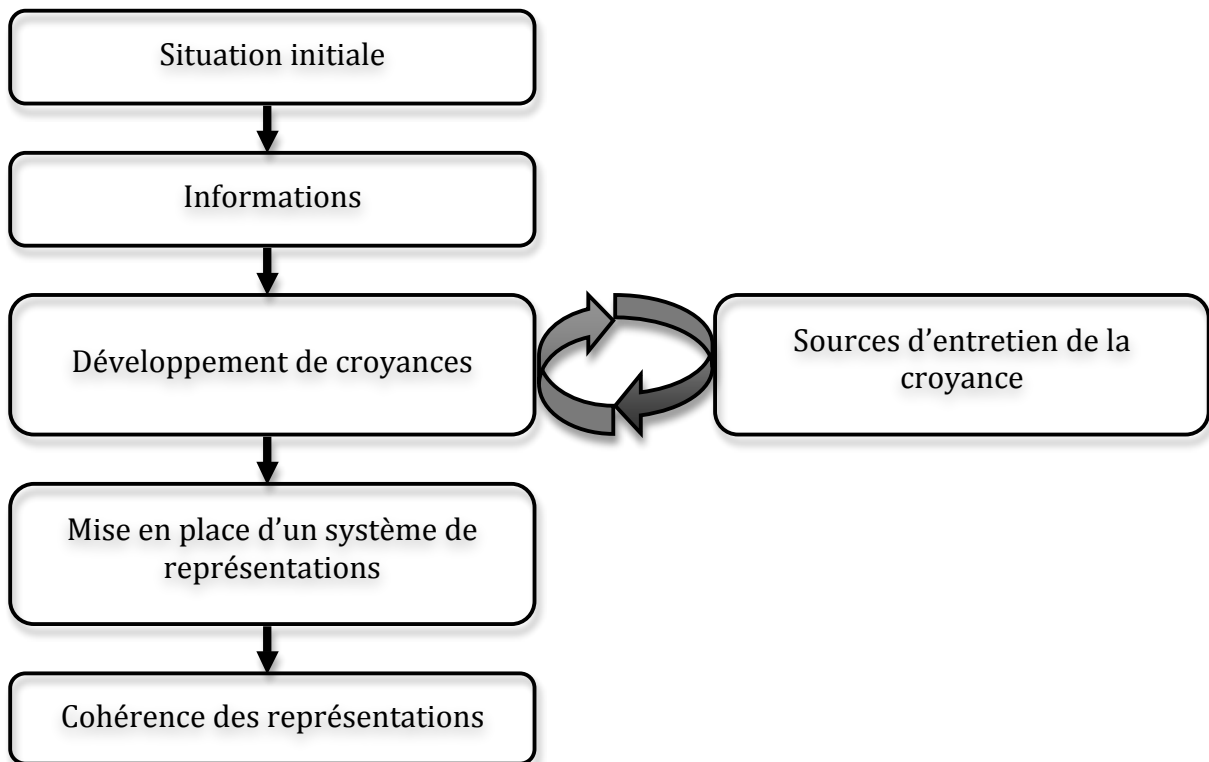 Situation initiale
Informations
Développement de croyances
Sources d’entretien de la
croyance
Mise en place d’un système de
représentations
Cohérence des représentations